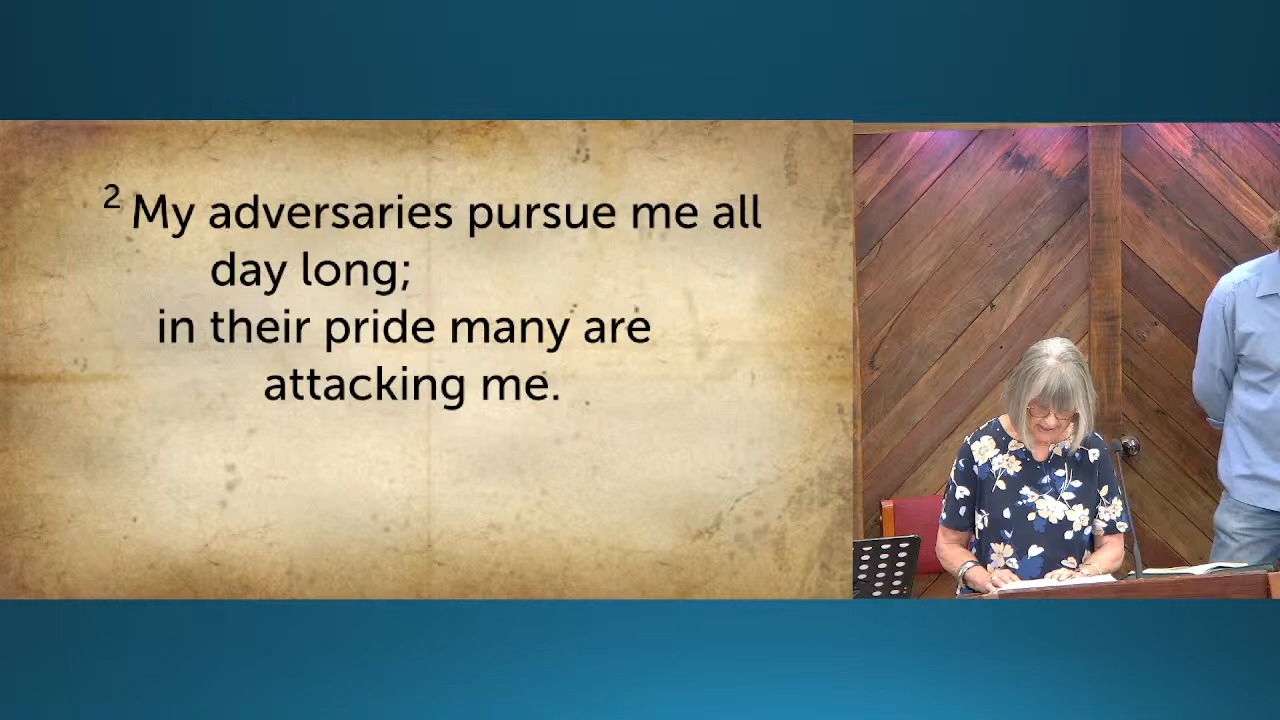 2 My adversaries pursue me all
day long;
in their pride many are
attacking me.